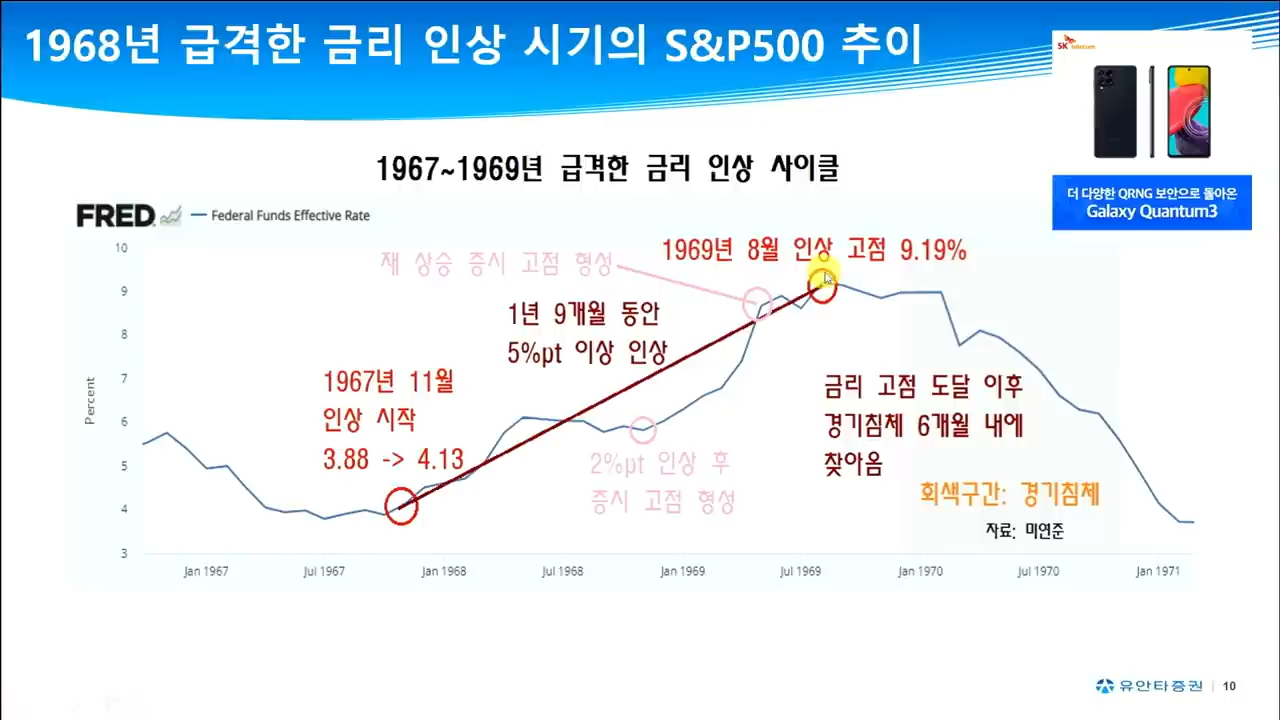 1968년 급격한 금리 인상 시기의 S&P500 추이
SK telecom
더 다양한 QRNG 보안으로 돌아온
Galaxy Quantum3
1967~1969년 급격한 금리 인상 사이클
FRED
Federal Funds Effective Rate
재 상승 증시 고점 형성
1969년 8월 인상 고점 9.19%
1년 9개월 동안
5%pt 이상 인상
1967년 11월
인상 시작
3.88 -> 4.13
2%pt 인상 후
증시 고점 형성
금리 고점 도달 이후
경기침체 6개월 내에
찾아옴
회색구간: 경기침체
자료: 미연준
Percent
10
9
8
7
6
5
4
3
Jan 1967
Jul 1967
Jan 1968
Jul 1968
Jan 1969
Jul 1969
Jan 1970
Jul 1970
Jan 1971
유안타증권 | 10